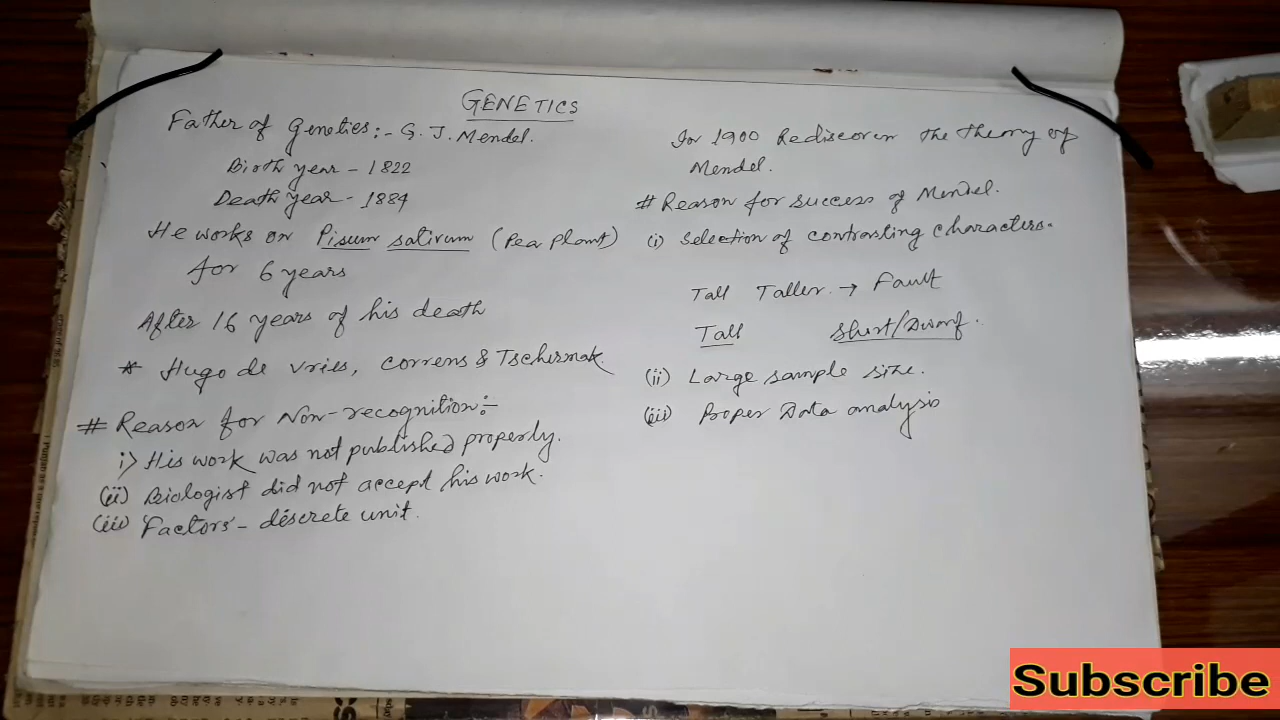 GENETICS
Father of Genetics:- G. J. Mendel.
Birth year - 1822
Death year - 1884
He works on Pisum sativum (Pea plant)
for 6 years
After 16 years of his death
* Hugo de Vries, Correns & Tschermak
# Reason for Non-recognition:-
i) His work was not published properly.
(ii) Biologist did not accept his work.
(iii) 'Factors' - discrete unit.
In 1900 Rediscover the theory of
Mendel.
# Reason for success of Mendel.
(i) Selection of contrasting characters.
Tall Taller → Fault
Tall Short/Dwarf.
(ii) Large sample size.
(iii) Proper Data analysis
Subscribe